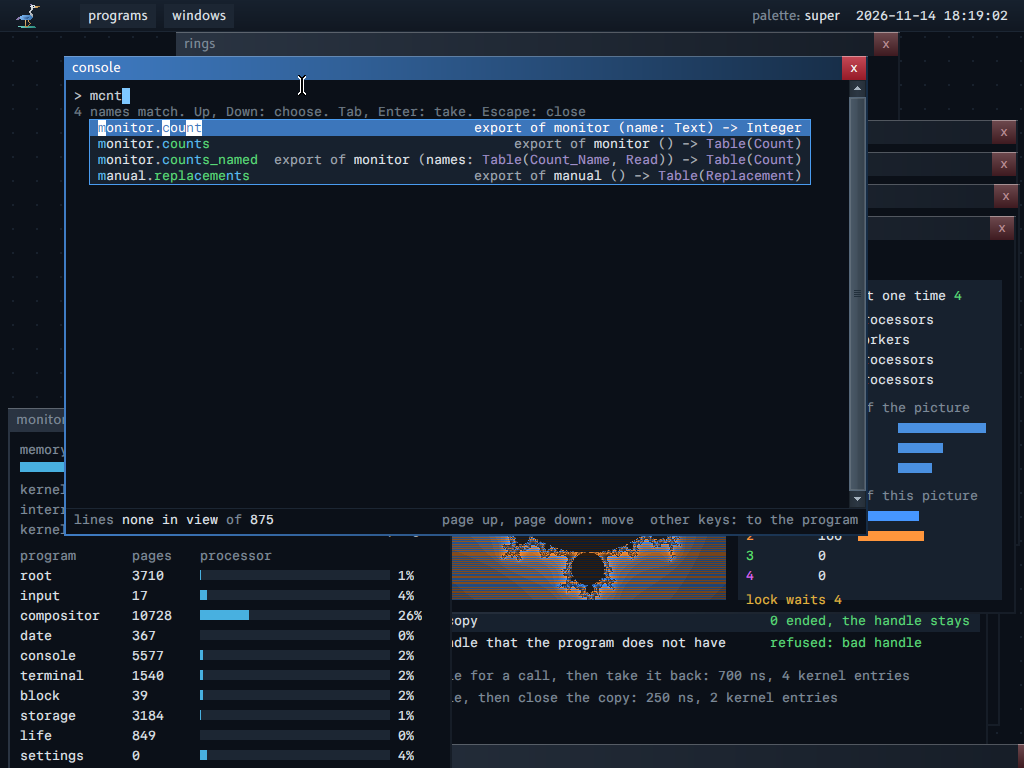 programs windows palette: super 2026-11-14 18:19:02
rings x
console x
> mcnt
4 names match. Up, Down: choose. Tab, Enter: take. Escape: close
monitor.count export of monitor (name: Text) -> Integer
monitor.counts export of monitor () -> Table(Count)
monitor.counts_named export of monitor (names: Table(Count_Name, Read)) -> Table(Count)
manual.replacements export of manual () -> Table(Replacement)
x
x
x
x
t one time 4
rocessors
orkers
rocessors
rocessors
f the picture
f this picture
lines none in view of 875 page up, page down: move other keys: to the program
monitor
memory
kernel
inter
kernel
program pages processor
root 3710 1%
input 17 4%
compositor 10728 26%
date 367 0%
console 5577 2%
terminal 1540 2%
block 39 2%
storage 3184 1%
life 849 0%
settings 0 4%
3 0
4 0
lock waits 4
copy 0 ended, the handle stays
ndle that the program does not have refused: bad handle
le for a call, then take it back: 700 ns, 4 kernel entries
le, then close the copy: 250 ns, 2 kernel entries